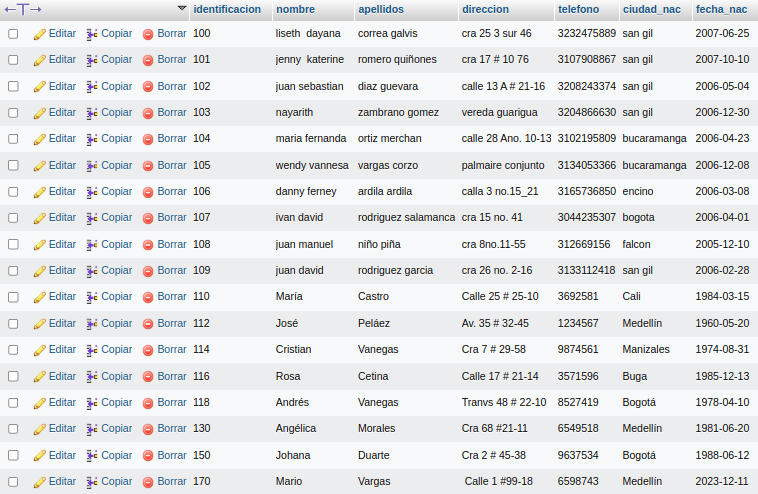 ←T→ identificacion nombre apellidos direccion telefono ciudad_nac fecha_nac
Editar Copiar Borrar 100 liseth dayana correa galvis cra 25 3 sur 46 3232475889 san gil 2007-06-25
Editar Copiar Borrar 101 jenny katerine romero quiñones cra 17 # 10 76 3107908867 san gil 2007-10-10
Editar Copiar Borrar 102 juan sebastian diaz guevara calle 13 A # 21-16 3208243374 san gil 2006-05-04
Editar Copiar Borrar 103 nayarith zambrano gomez vereda guarigua 3204866630 san gil 2006-12-30
Editar Copiar Borrar 104 maria fernanda ortiz merchan calle 28 Ano. 10-13 3102195809 bucaramanga 2006-04-23
Editar Copiar Borrar 105 wendy vannesa vargas corzo palmaire conjunto 3134053366 bucaramanga 2006-12-08
Editar Copiar Borrar 106 danny ferney ardila ardila calla 3 no.15_21 3165736850 encino 2006-03-08
Editar Copiar Borrar 107 ivan david rodriguez salamanca cra 15 no. 41 3044235307 bogota 2006-04-01
Editar Copiar Borrar 108 juan manuel niño piña cra 8no.11-55 312669156 falcon 2005-12-10
Editar Copiar Borrar 109 juan david rodriguez garcia cra 26 no. 2-16 3133112418 san gil 2006-02-28
Editar Copiar Borrar 110 María Castro Calle 25 # 25-10 3692581 Cali 1984-03-15
Editar Copiar Borrar 112 José Peláez Av. 35 # 32-45 1234567 Medellín 1960-05-20
Editar Copiar Borrar 114 Cristian Vanegas Cra 7 # 29-58 9874561 Manizales 1974-08-31
Editar Copiar Borrar 116 Rosa Cetina Calle 17 # 21-14 3571596 Buga 1985-12-13
Editar Copiar Borrar 118 Andrés Vanegas Tranvs 48 # 22-10 8527419 Bogotá 1978-04-10
Editar Copiar Borrar 130 Angélica Morales Cra 68 #21-11 6549518 Medellín 1981-06-20
Editar Copiar Borrar 150 Johana Duarte Cra 2 # 45-38 9637534 Bogotá 1988-06-12
Editar Copiar Borrar 170 Mario Vargas Calle 1 #99-18 6598743 Medellín 2023-12-11